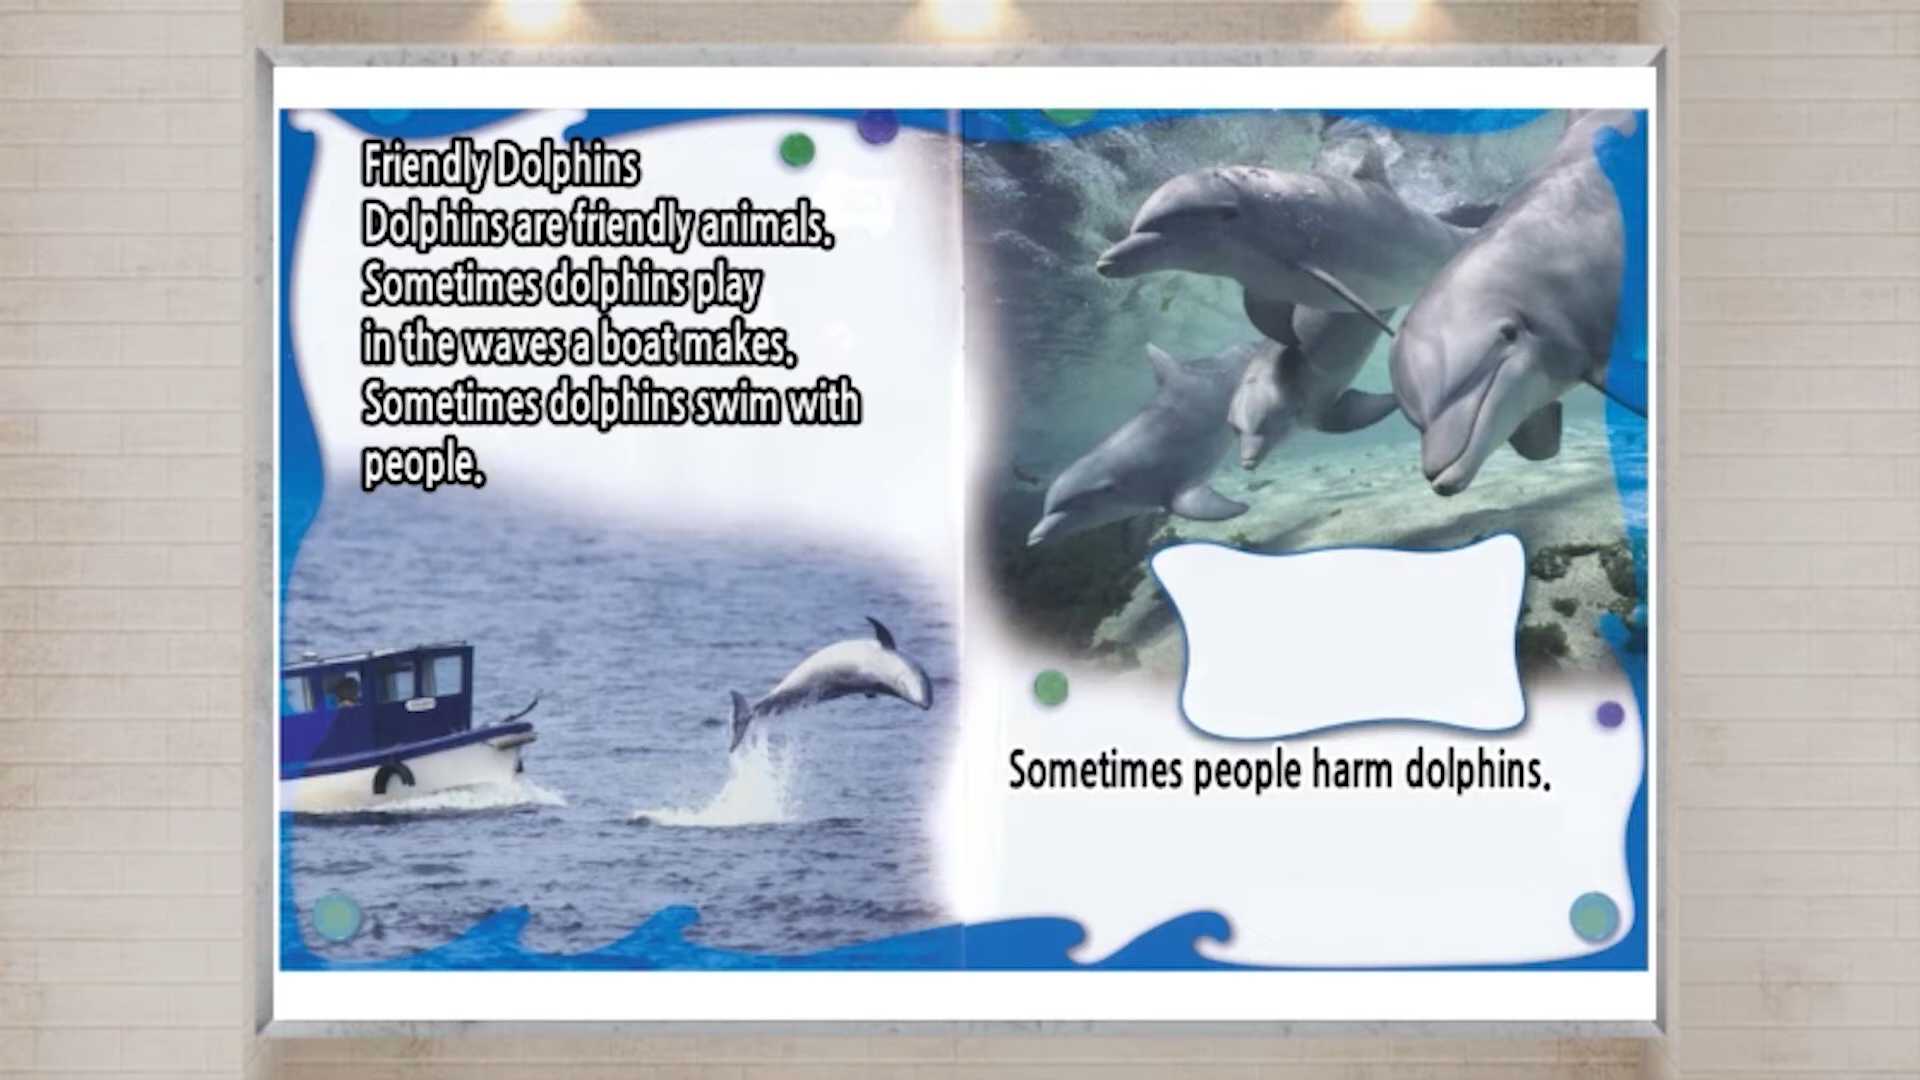 Friendly Dolphins
Dolphins are friendly animals.
Sometimes dolphins play
in the waves a boat makes.
Sometimes dolphins swim with
people.
Sometimes people harm dolphins.